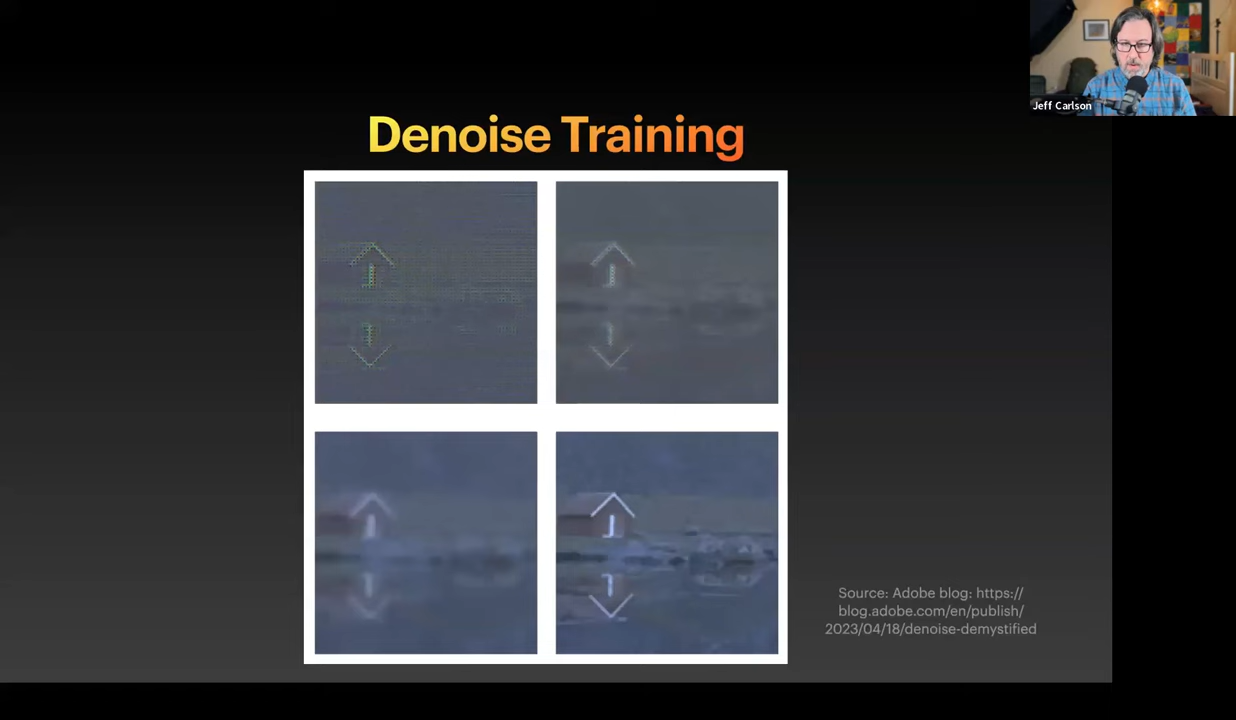 Jeff Carlson
Denoise Training
Source: Adobe blog: https://
blog.adobe.com/en/publish/
2023/04/18/denoise-demystified